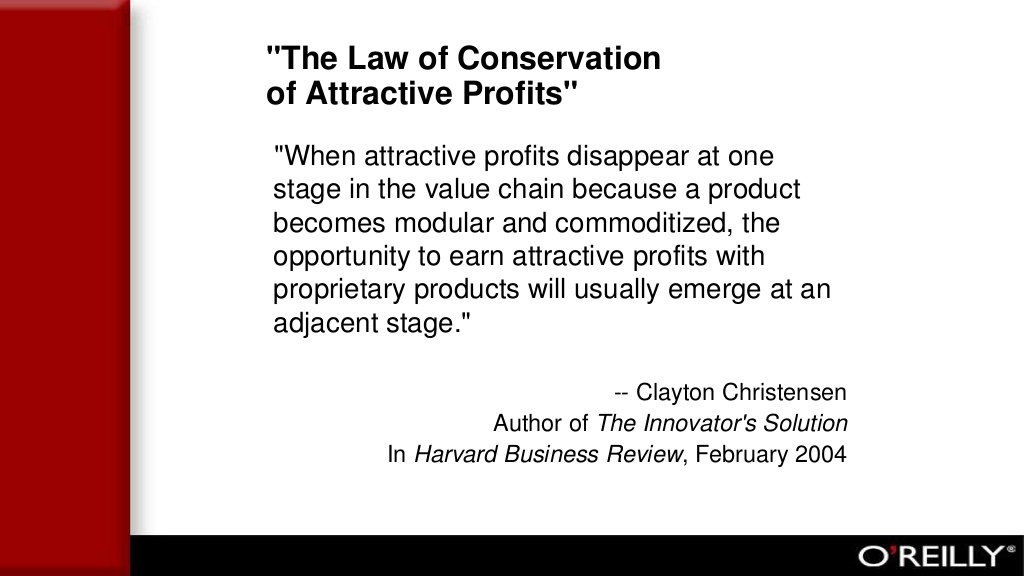 "The Law of Conservation
of Attractive Profits"
"When attractive profits disappear at one
stage in the value chain because a product
becomes modular and commoditized, the
opportunity to earn attractive profits with
proprietary products will usually emerge at an
adjacent stage."
-- Clayton Christensen
Author of The Innovator's Solution
In Harvard Business Review, February 2004
O'REILLY®